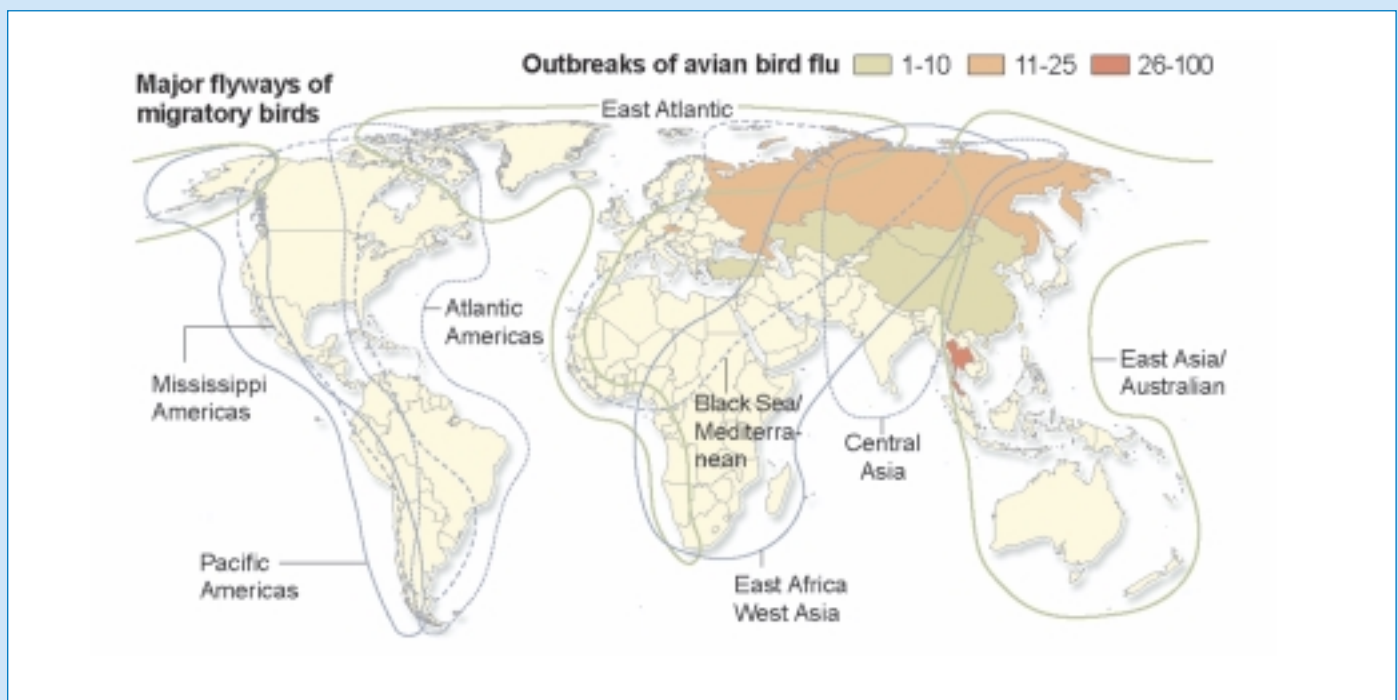 Outbreaks of avian bird flu 1-10 11-25 26-100
Major flyways of
migratory birds
East Atlantic
Atlantic
Americas
Mississippi
Americas
Black Sea/
Mediterra-
nean
Central
Asia
East Asia/
Australian
Pacific
Americas
East Africa
West Asia